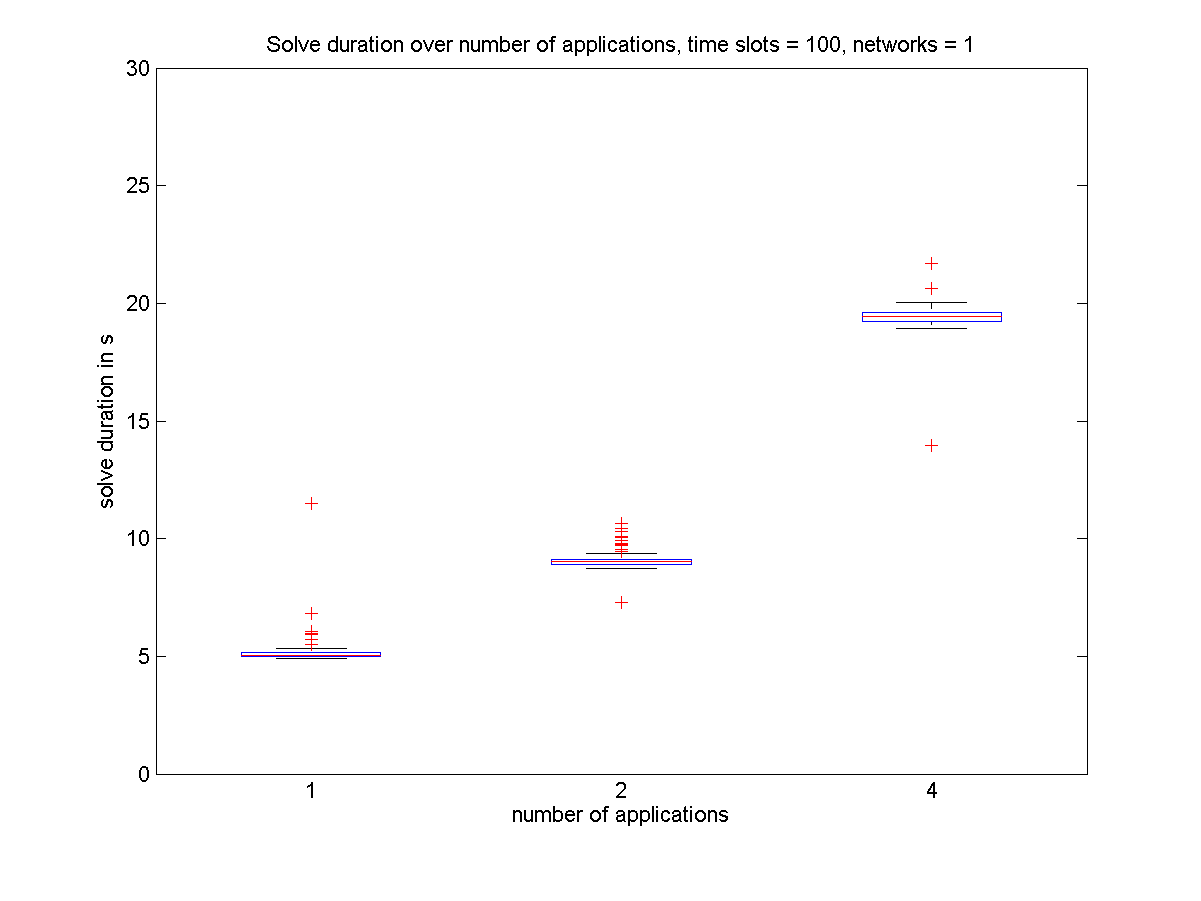 Solve duration over number of applications, time slots = 100, networks = 1
30
25
20
15
10
5
0
solve duration in s
1 2 4
number of applications